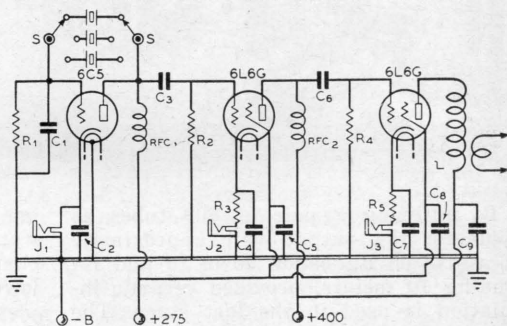 S S
6C5 6L6G 6L6G
C3 C6
R1 C1 RFC1 R2 RFC2 R4 L
R3 R5 C8
J1 C2 J2 C4 C5 J3 C7 C9
-B +275 +400